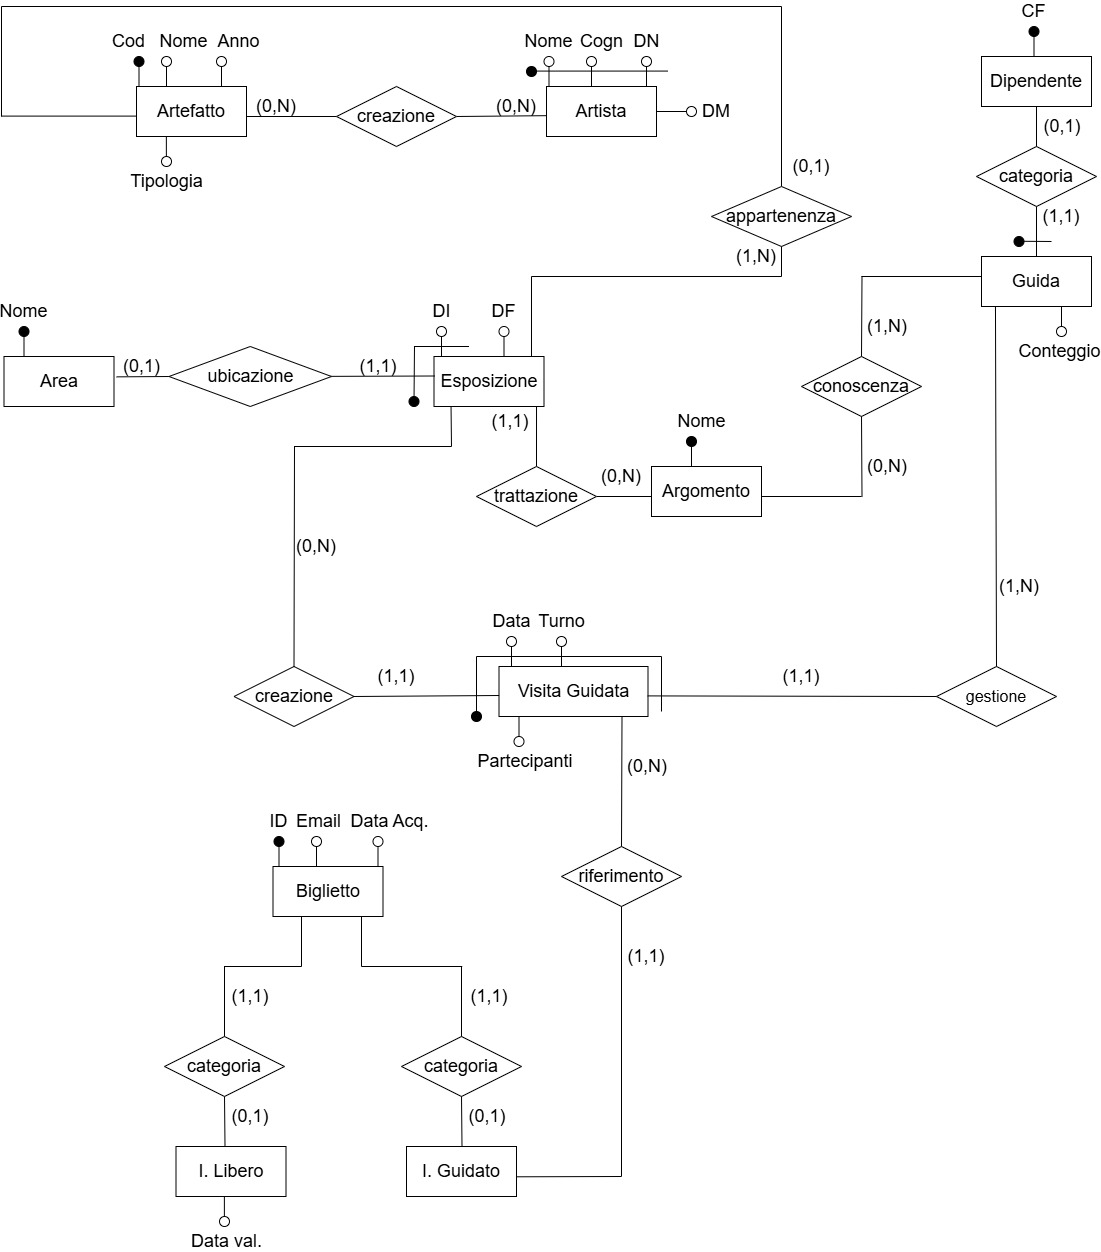 CF
Cod Nome Anno
Nome Cogn DN
Dipendente
Artefatto
(0,N)
creazione
(0,N)
Artista
DM
(0,1)
Tipologia
(0,1)
categoria
appartenenza
(1,1)
(1,N)
Guida
Nome
DI
DF
(1,N)
Conteggio
Area
(0,1)
ubicazione
(1,1)
Esposizione
conoscenza
(1,1)
Nome
(0,N)
trattazione
(0,N)
Argomento
(0,N)
(1,N)
Data Turno
creazione
(1,1)
Visita Guidata
(1,1)
gestione
Partecipanti
(0,N)
ID Email Data Acq.
Biglietto
riferimento
(1,1)
(1,1)
(1,1)
categoria
categoria
(0,1)
(0,1)
I. Libero
I. Guidato
Data val.